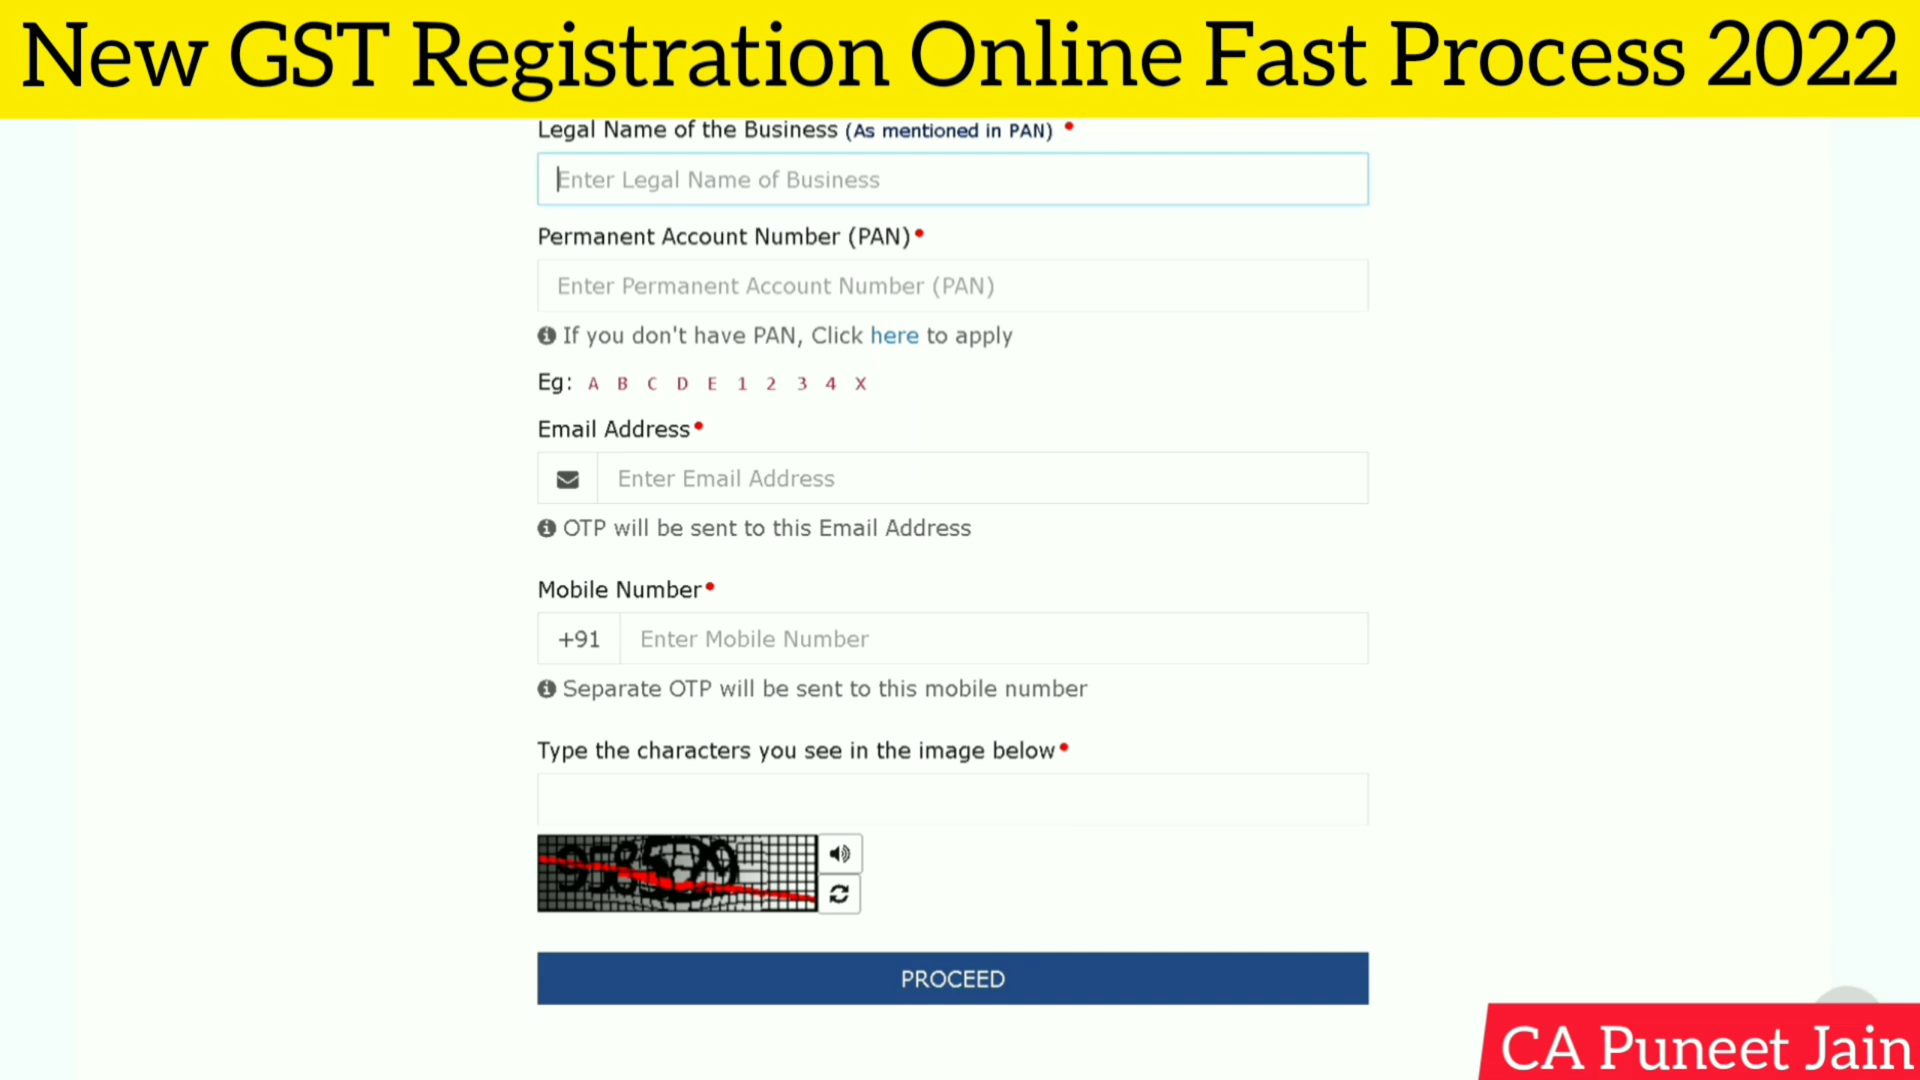 New GST Registration Online Fast Process 2022
Legal Name of the Business (As mentioned in PAN) •
Enter Legal Name of Business
Permanent Account Number (PAN)•
Enter Permanent Account Number (PAN)
If you don't have PAN, Click here to apply
Eg: A B C D E 1 2 3 4 X
Email Address•
Enter Email Address
OTP will be sent to this Email Address
Mobile Number•
+91 Enter Mobile Number
Separate OTP will be sent to this mobile number
Type the characters you see in the image below•
PROCEED
CA Puneet Jain